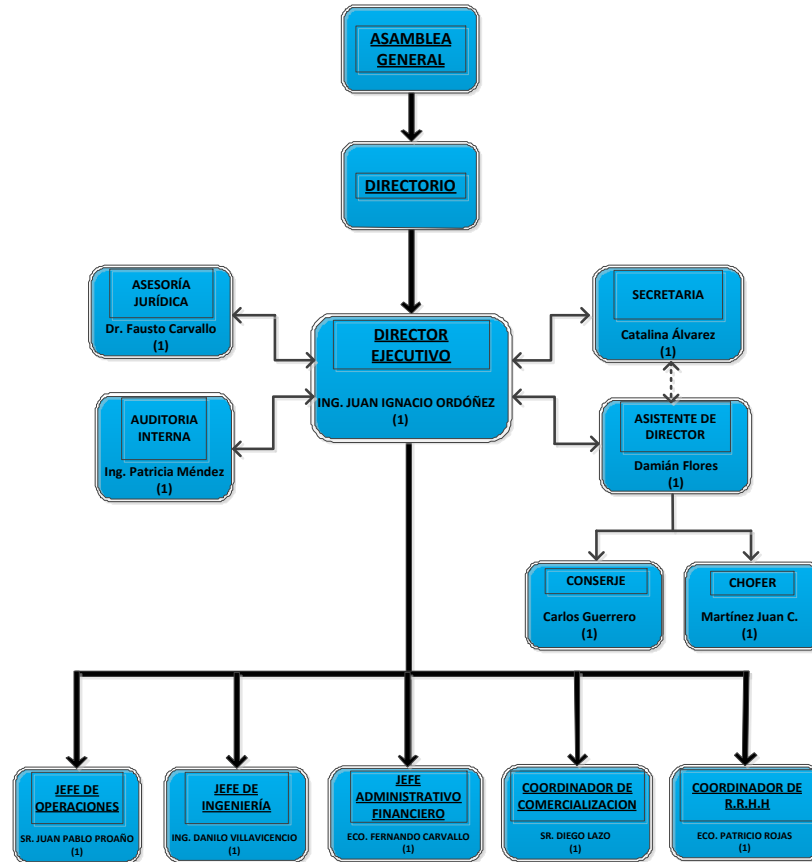 ASAMBLEA
GENERAL
DIRECTORIO
ASESORÍA
JURÍDICA
Dr. Fausto Carvallo
(1)
SECRETARIA
Catalina Álvarez
(1)
DIRECTOR
EJECUTIVO
ING. JUAN IGNACIO ORDÓÑEZ
(1)
AUDITORIA
INTERNA
Ing. Patricia Méndez
(1)
ASISTENTE DE
DIRECTOR
Damián Flores
(1)
CONSERJE
Carlos Guerrero
(1)
CHOFER
Martínez Juan C.
(1)
JEFE DE
OPERACIONES
SR. JUAN PABLO PROAÑO
(1)
JEFE DE
INGENIERÍA
ING. DANILO VILLAVICENCIO
(1)
JEFE
ADMINISTRATIVO
FINANCIERO
ECO. FERNANDO CARVALLO
(1)
COORDINADOR DE
COMERCIALIZACION
SR. DIEGO LAZO
(1)
COORDINADOR DE
R.R.H.H
ECO. PATRICIO ROJAS
(1)